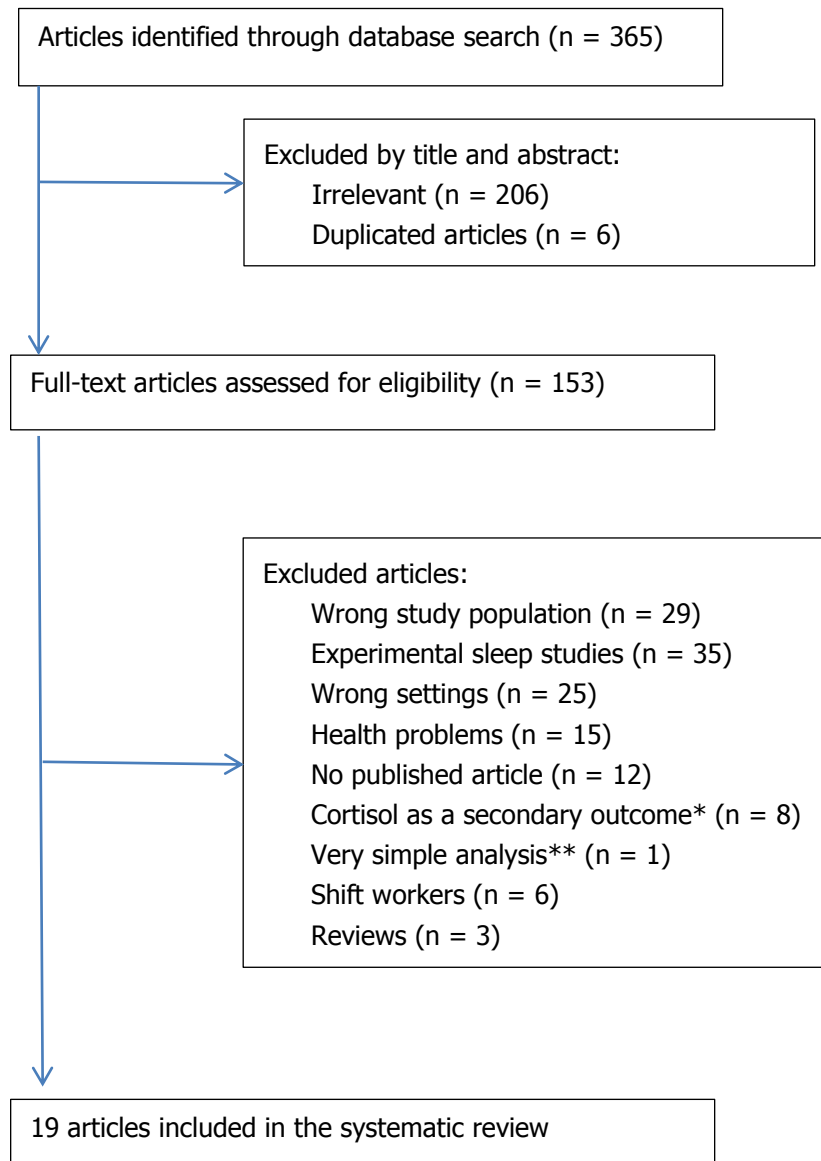 Articles identified through database search (n = 365)
Excluded by title and abstract:
Irrelevant (n = 206)
Duplicated articles (n = 6)
Full-text articles assessed for eligibility (n = 153)
Excluded articles:
Wrong study population (n = 29)
Experimental sleep studies (n = 35)
Wrong settings (n = 25)
Health problems (n = 15)
No published article (n = 12)
Cortisol as a secondary outcome* (n = 8)
Very simple analysis** (n = 1)
Shift workers (n = 6)
Reviews (n = 3)
19 articles included in the systematic review